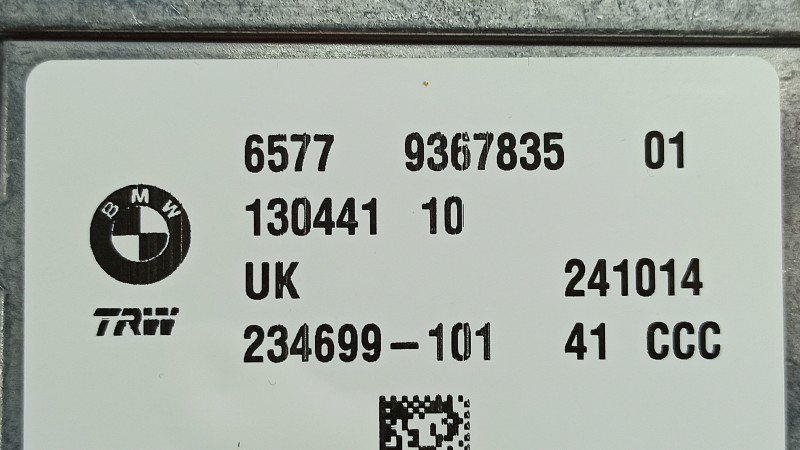 6577 9367835 01
130441 10
BMW
UK 241014
TRW
234699-101 41 CCC